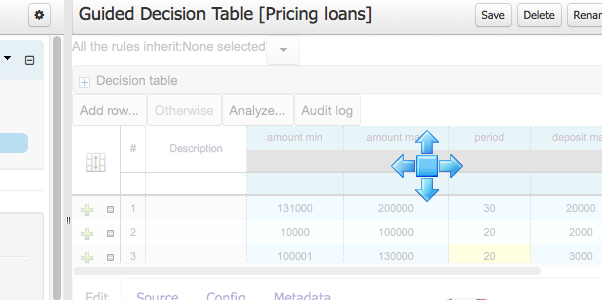 Guided Decision Table [Pricing loans]
Save Delete Renam
All the rules inherit:None selected
Decision table
Add row... Otherwise Analyze... Audit log
# Description amount min amount ma period deposit ma
1 131000 200000 30 20000
2 10000 100000 20 2000
3 100001 130000 20 3000
Edit Source Config Metadata